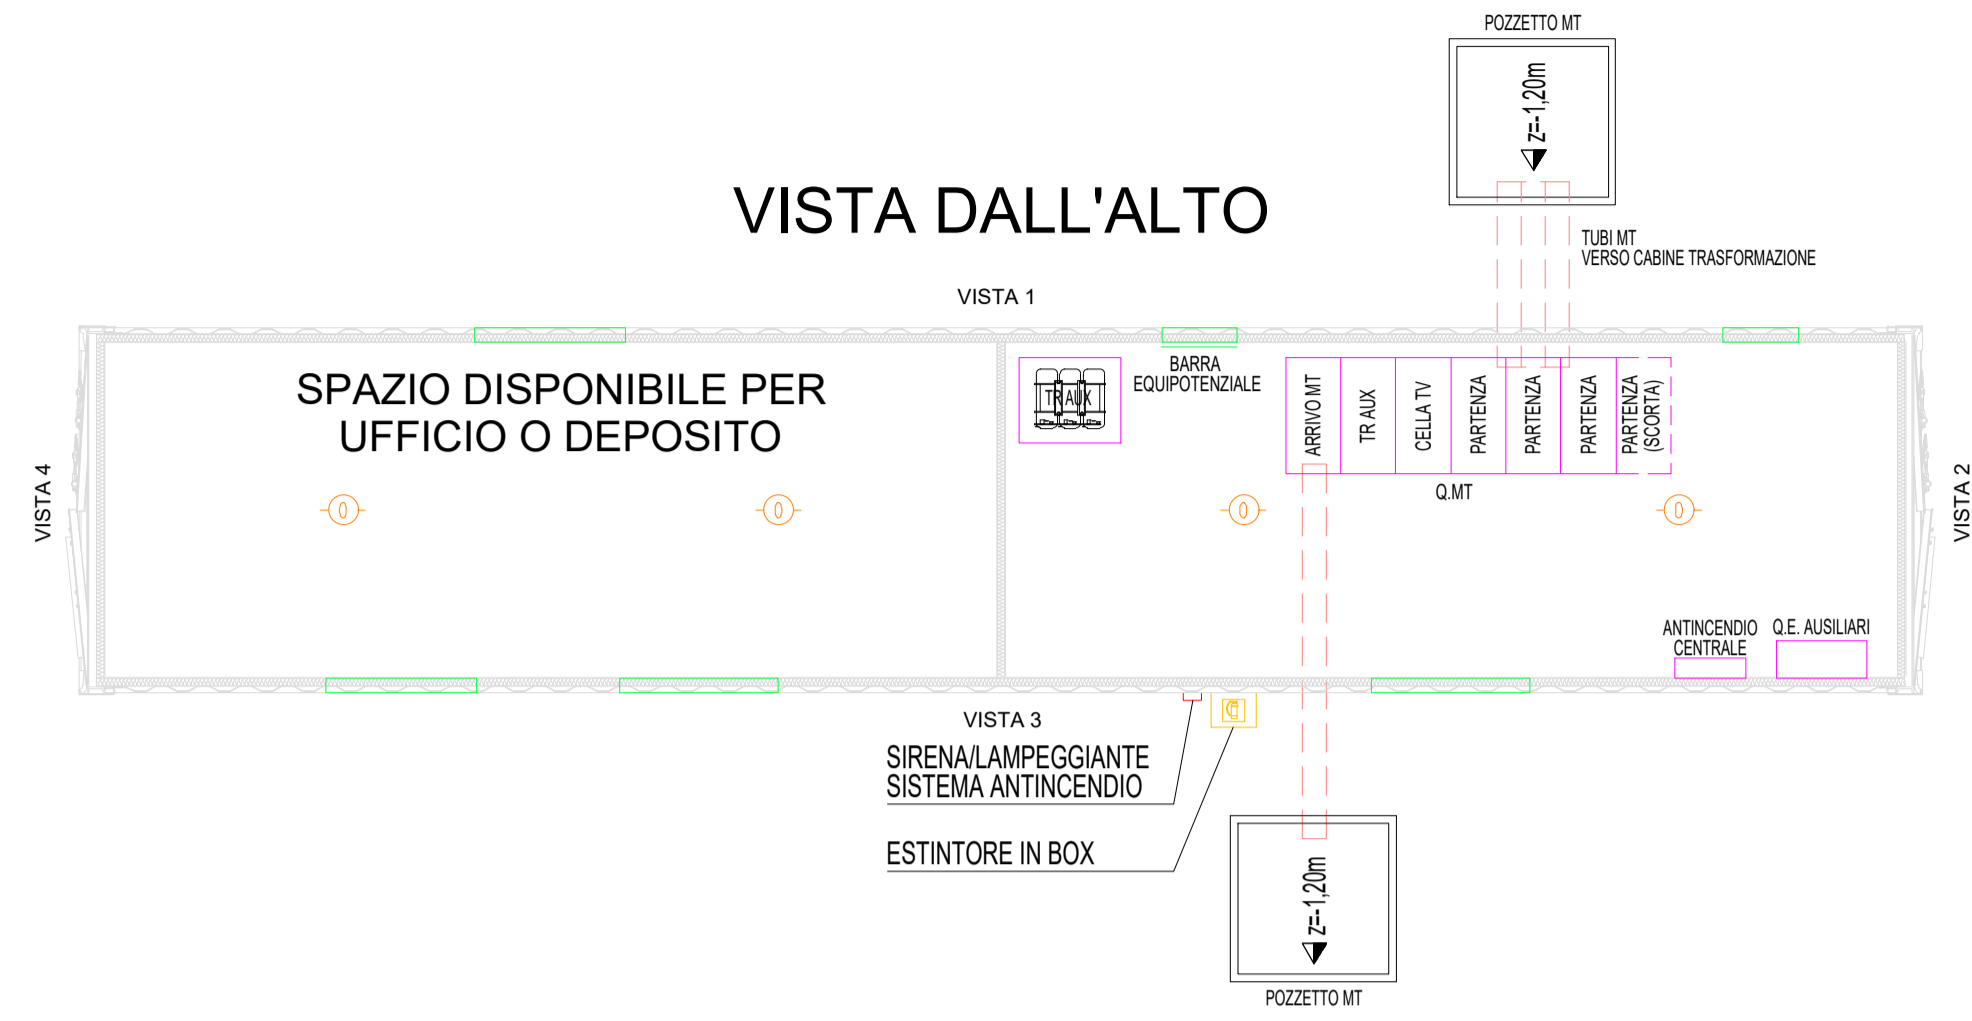 POZZETTO MT
z=-1,20m
VISTA DALL'ALTO
TUBI MT
VERSO CABINE TRASFORMAZIONE
VISTA 1
SPAZIO DISPONIBILE PER
UFFICIO O DEPOSITO
TR AUX
BARRA
EQUIPOTENZIALE
ARRIVO MT
TR AUX
CELLA TV
PARTENZA
PARTENZA
PARTENZA
PARTENZA
(SCORTA)
Q.MT
VISTA 4
VISTA 2
ANTINCENDIO
CENTRALE
Q.E. AUSILIARI
VISTA 3
SIRENA/LAMPEGGIANTE
SISTEMA ANTINCENDIO
ESTINTORE IN BOX
z=-1,20m
POZZETTO MT